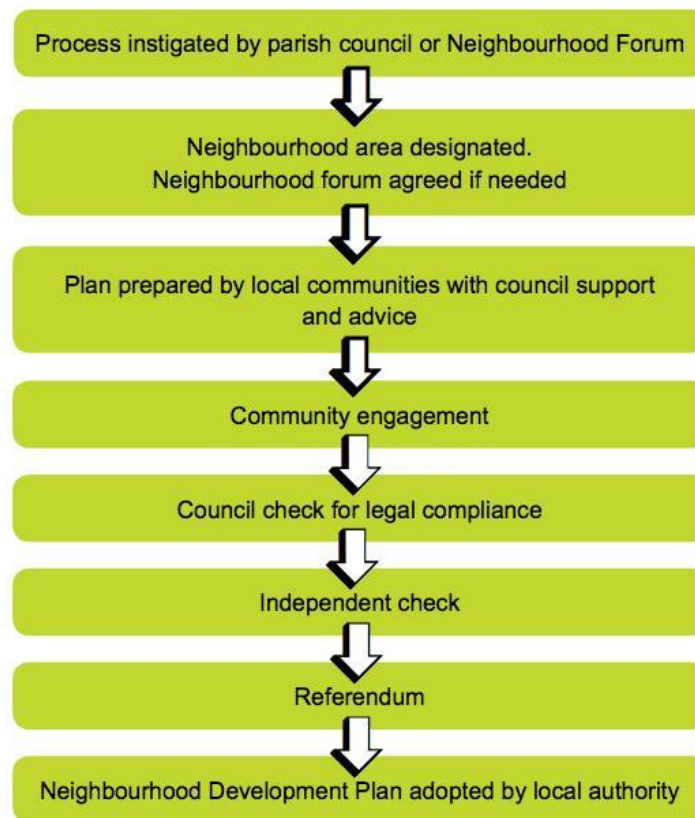 Process instigated by parish council or Neighbourhood Forum
Neighbourhood area designated.
Neighbourhood forum agreed if needed
Plan prepared by local communities with council support
and advice
Community engagement
Council check for legal compliance
Independent check
Referendum
Neighbourhood Development Plan adopted by local authority